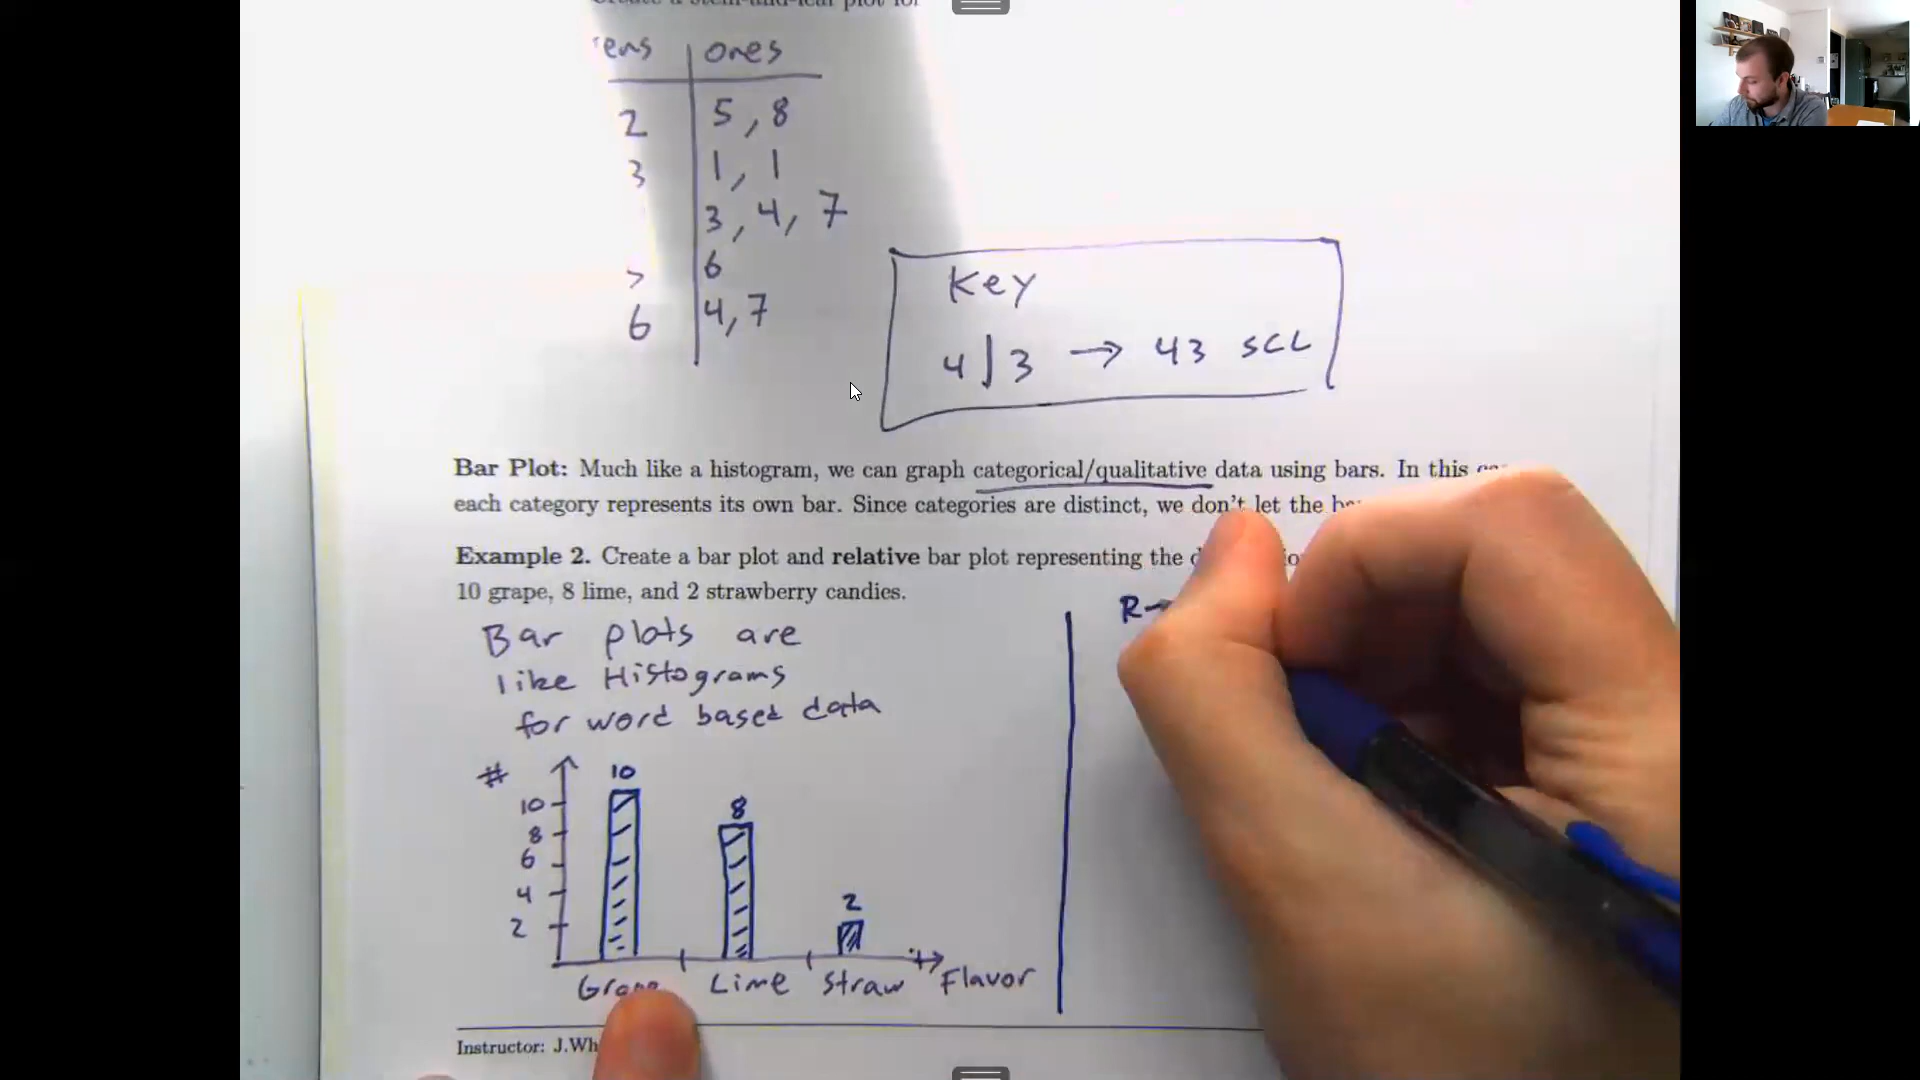 ens | ones
2 | 5, 8
3 | 1, 1
3, 4, 7
6
6 | 4, 7
Key
4 | 3 → 43 SCL
Bar Plot: Much like a histogram, we can graph categorical/qualitative data using bars. In this
each category represents its own bar. Since categories are distinct, we don't let the
Example 2. Create a bar plot and relative bar plot representing the
10 grape, 8 lime, and 2 strawberry candies.
Bar plots are
like Histograms
for word based data
R
#
10
8
6
4
2
10
8
2
Grape Lime Straw Flavor
Instructor: J.Wh